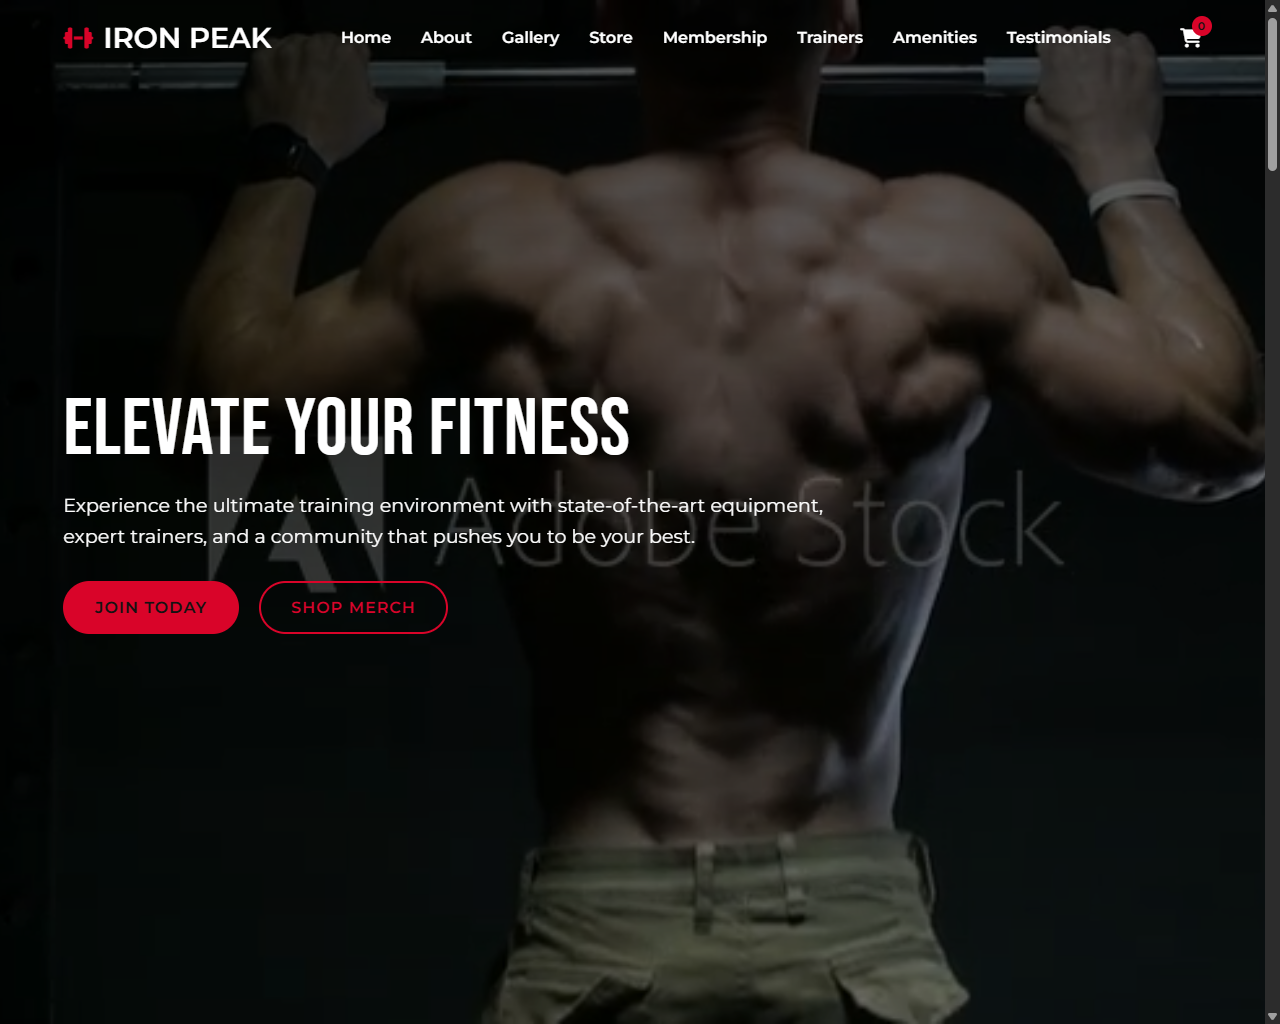 IRON PEAK
Home About Gallery Store Membership Trainers Amenities Testimonials
0
ELEVATE YOUR FITNESS
Adobe Stock
Experience the ultimate training environment with state-of-the-art equipment,
expert trainers, and a community that pushes you to be your best.
JOIN TODAY SHOP MERCH